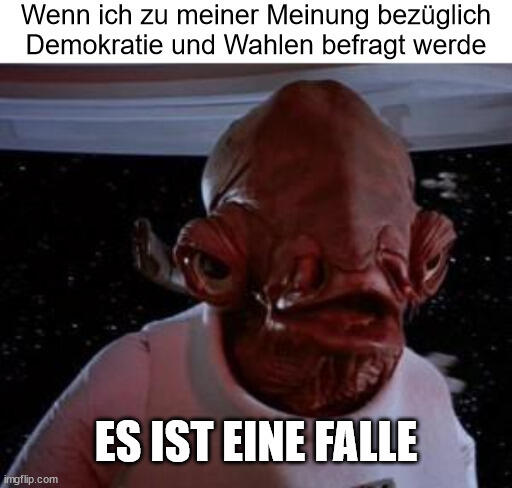 Wenn ich zu meiner Meinung bezüglich
Demokratie und Wahlen befragt werde
ES IST EINE FALLE
imgflip.com